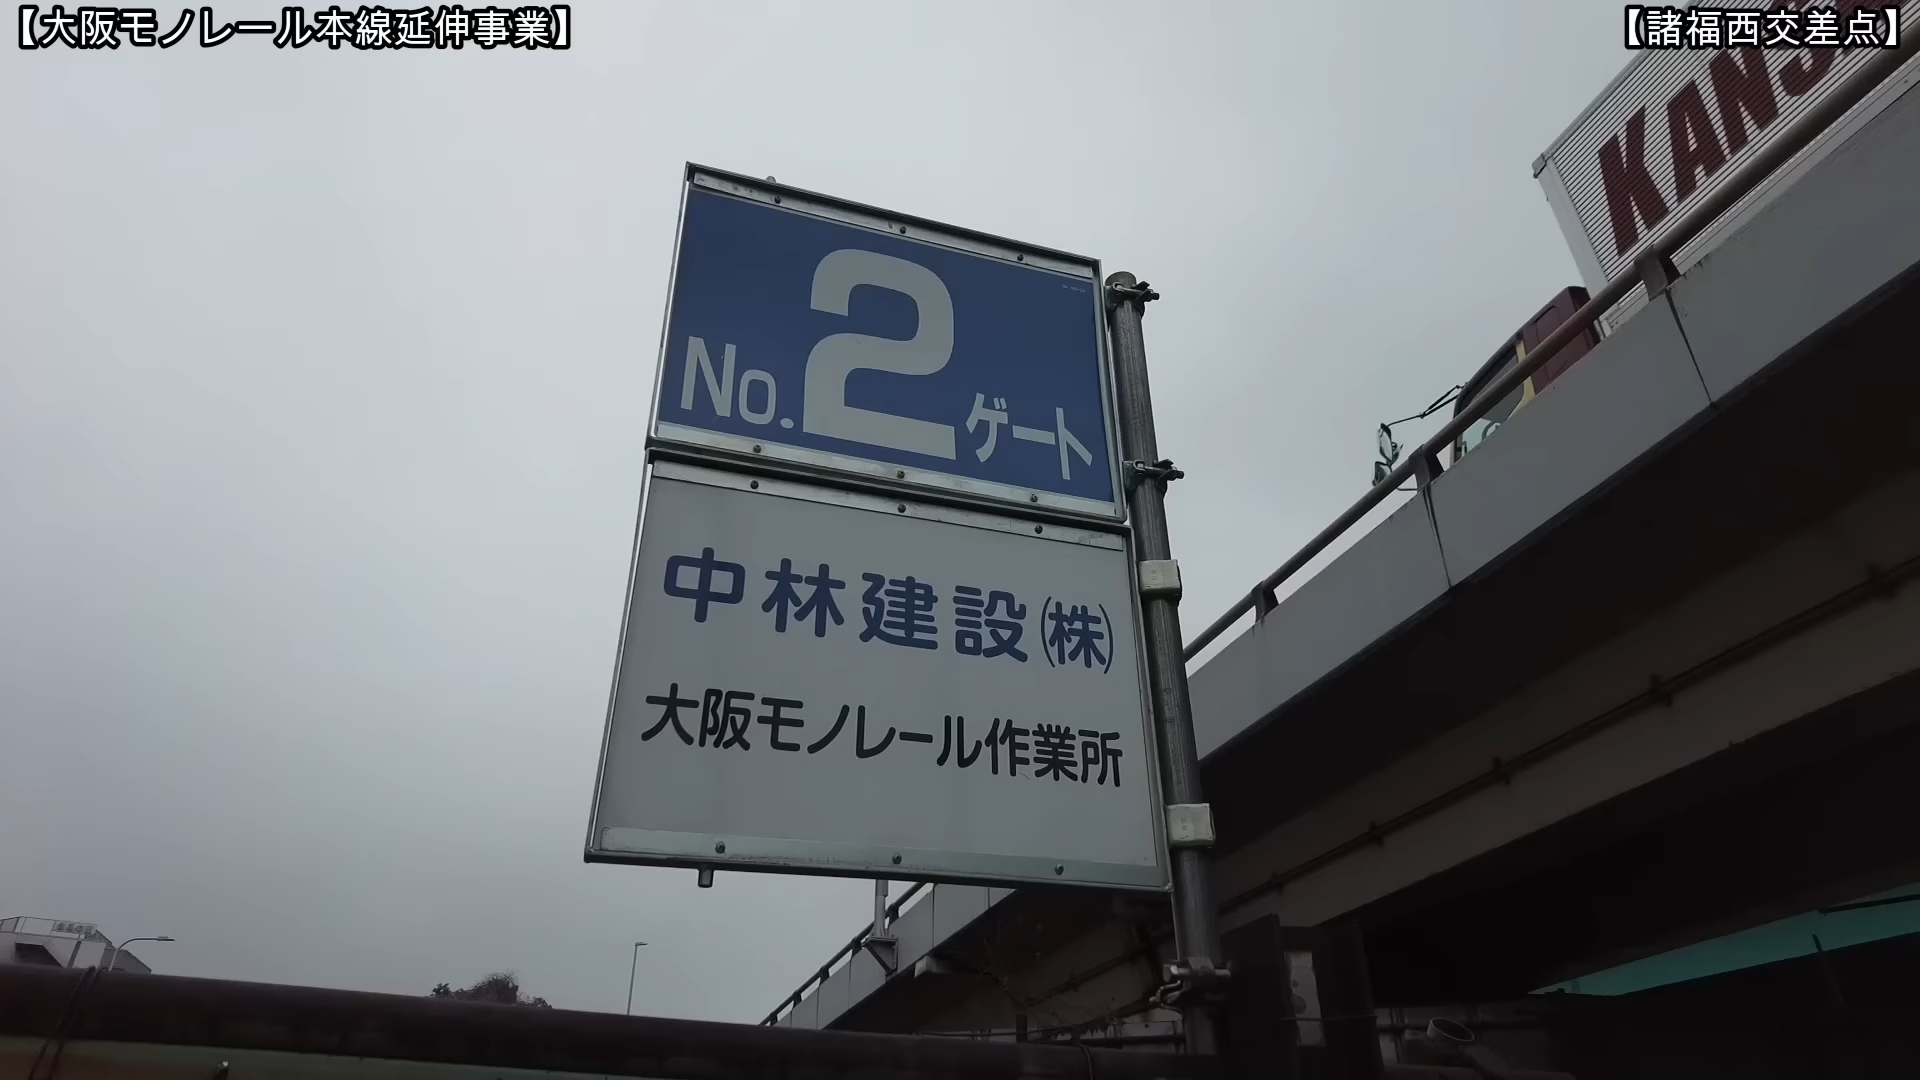 【大阪モノレール本線延伸事業】
【諸福西交差点】
No.2ゲート
中林建設(株)
大阪モノレール作業所